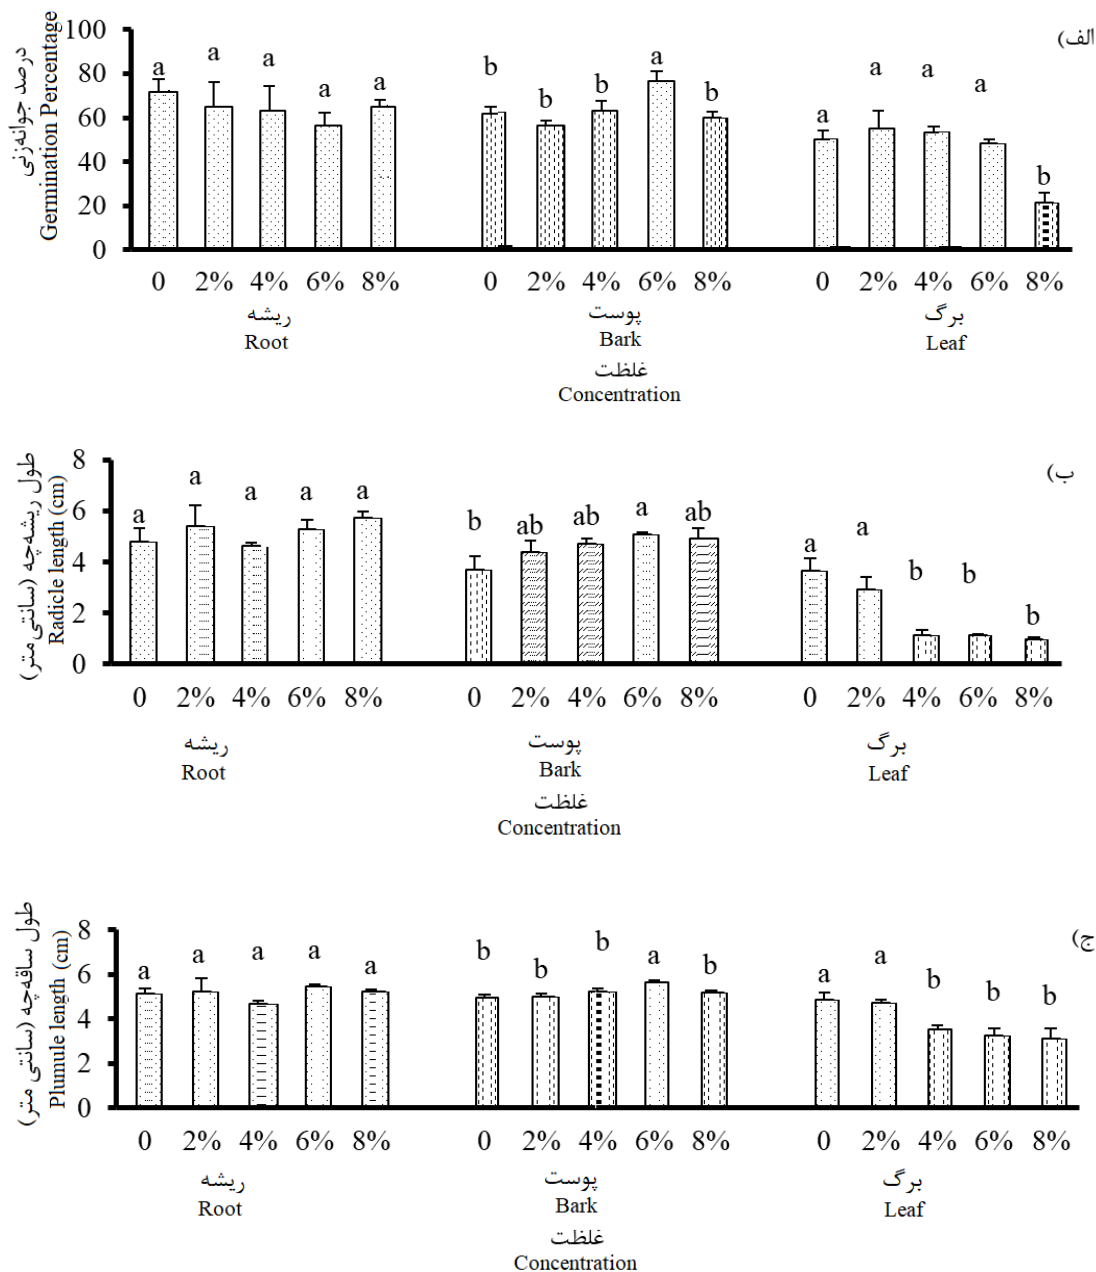 الف)
درصد جوانه‌زنی
Germination Percentage
100
80
60
40
20
0
a a a a a b b b a b a a a a b
0 2% 4% 6% 8% 0 2% 4% 6% 8% 0 2% 4% 6% 8%
ریشه پوست برگ
Root Bark Leaf
غلظت
Concentration
ب)
طول ریشه‌چه (سانتی متر)
Radicle length (cm)
8
6
4
2
0
a a a a a b ab ab a ab a a b b b
0 2% 4% 6% 8% 0 2% 4% 6% 8% 0 2% 4% 6% 8%
ریشه پوست برگ
Root Bark Leaf
غلظت
Concentration
ج)
طول ساقه‌چه (سانتی متر)
Plumule length (cm)
8
6
4
2
0
a a a a a b b b a b a a b b b
0 2% 4% 6% 8% 0 2% 4% 6% 8% 0 2% 4% 6% 8%
ریشه پوست برگ
Root Bark Leaf
غلظت
Concentration